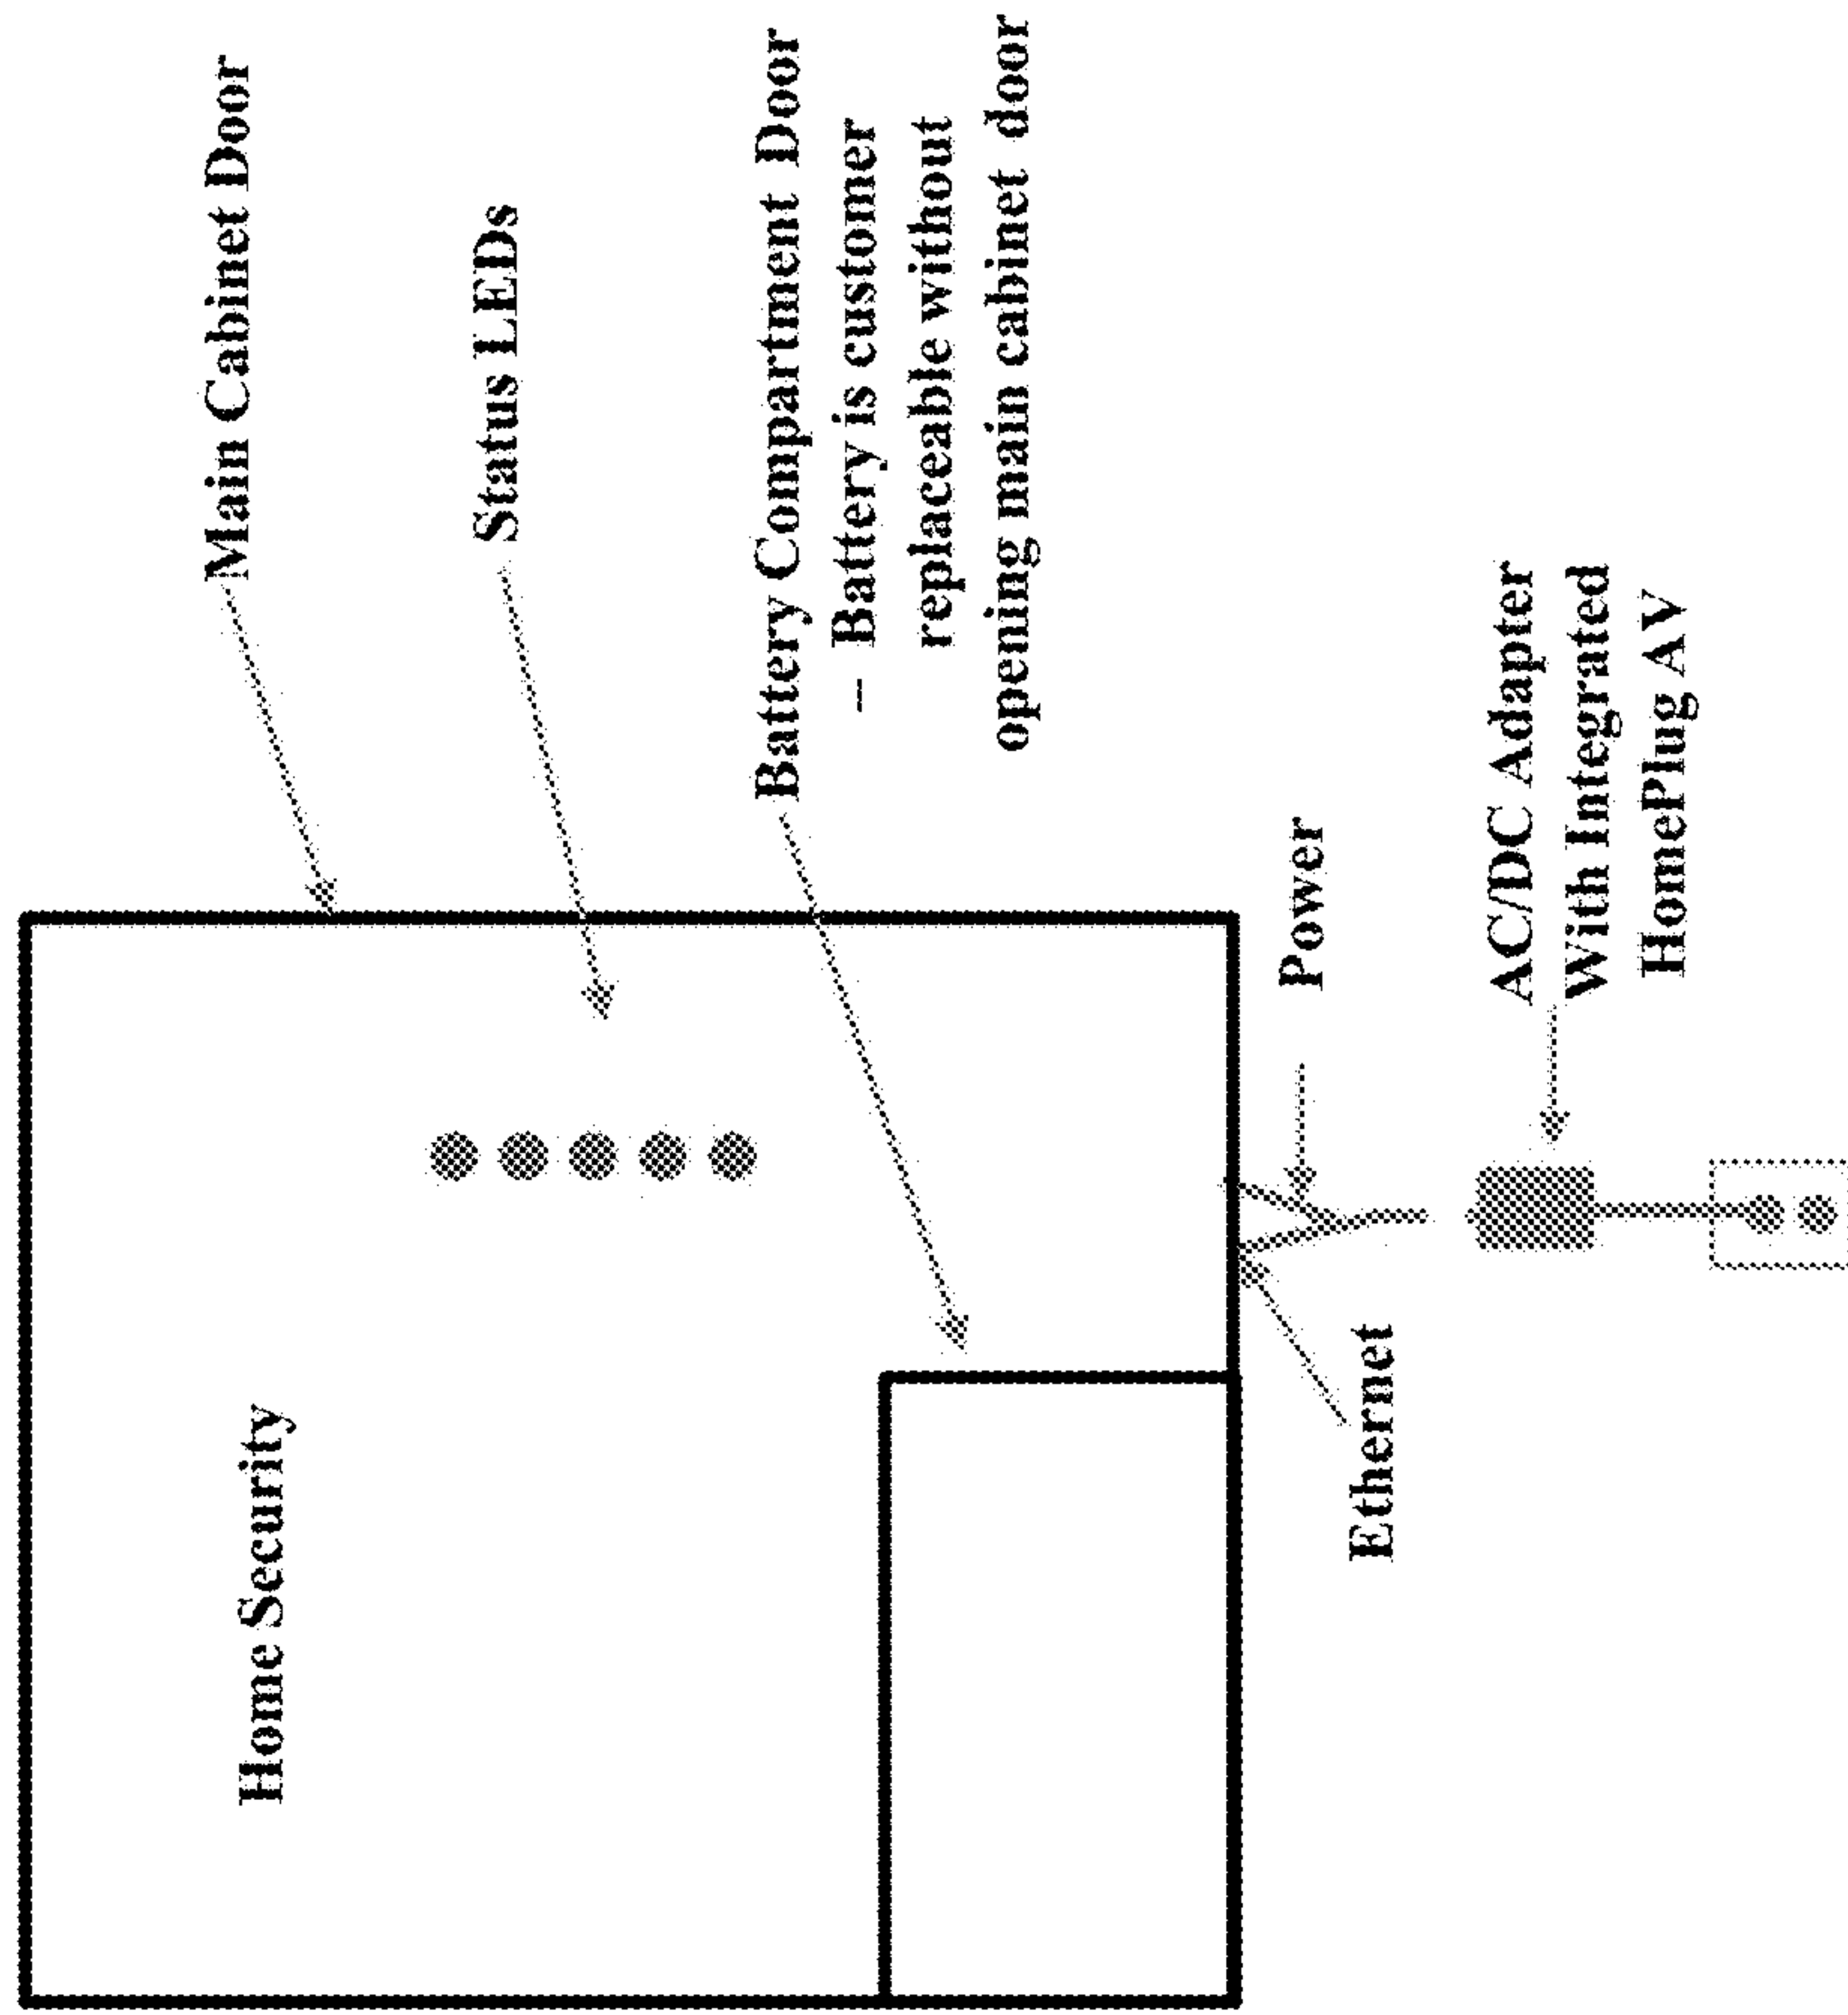 Home Security
Main Cabinet Door
Status LEDs
Battery Compartment Door
– Battery is customer
replaceable without
opening main cabinet door
Power
Ethernet
AC/DC Adapter
With Integrated
HomePlug AV